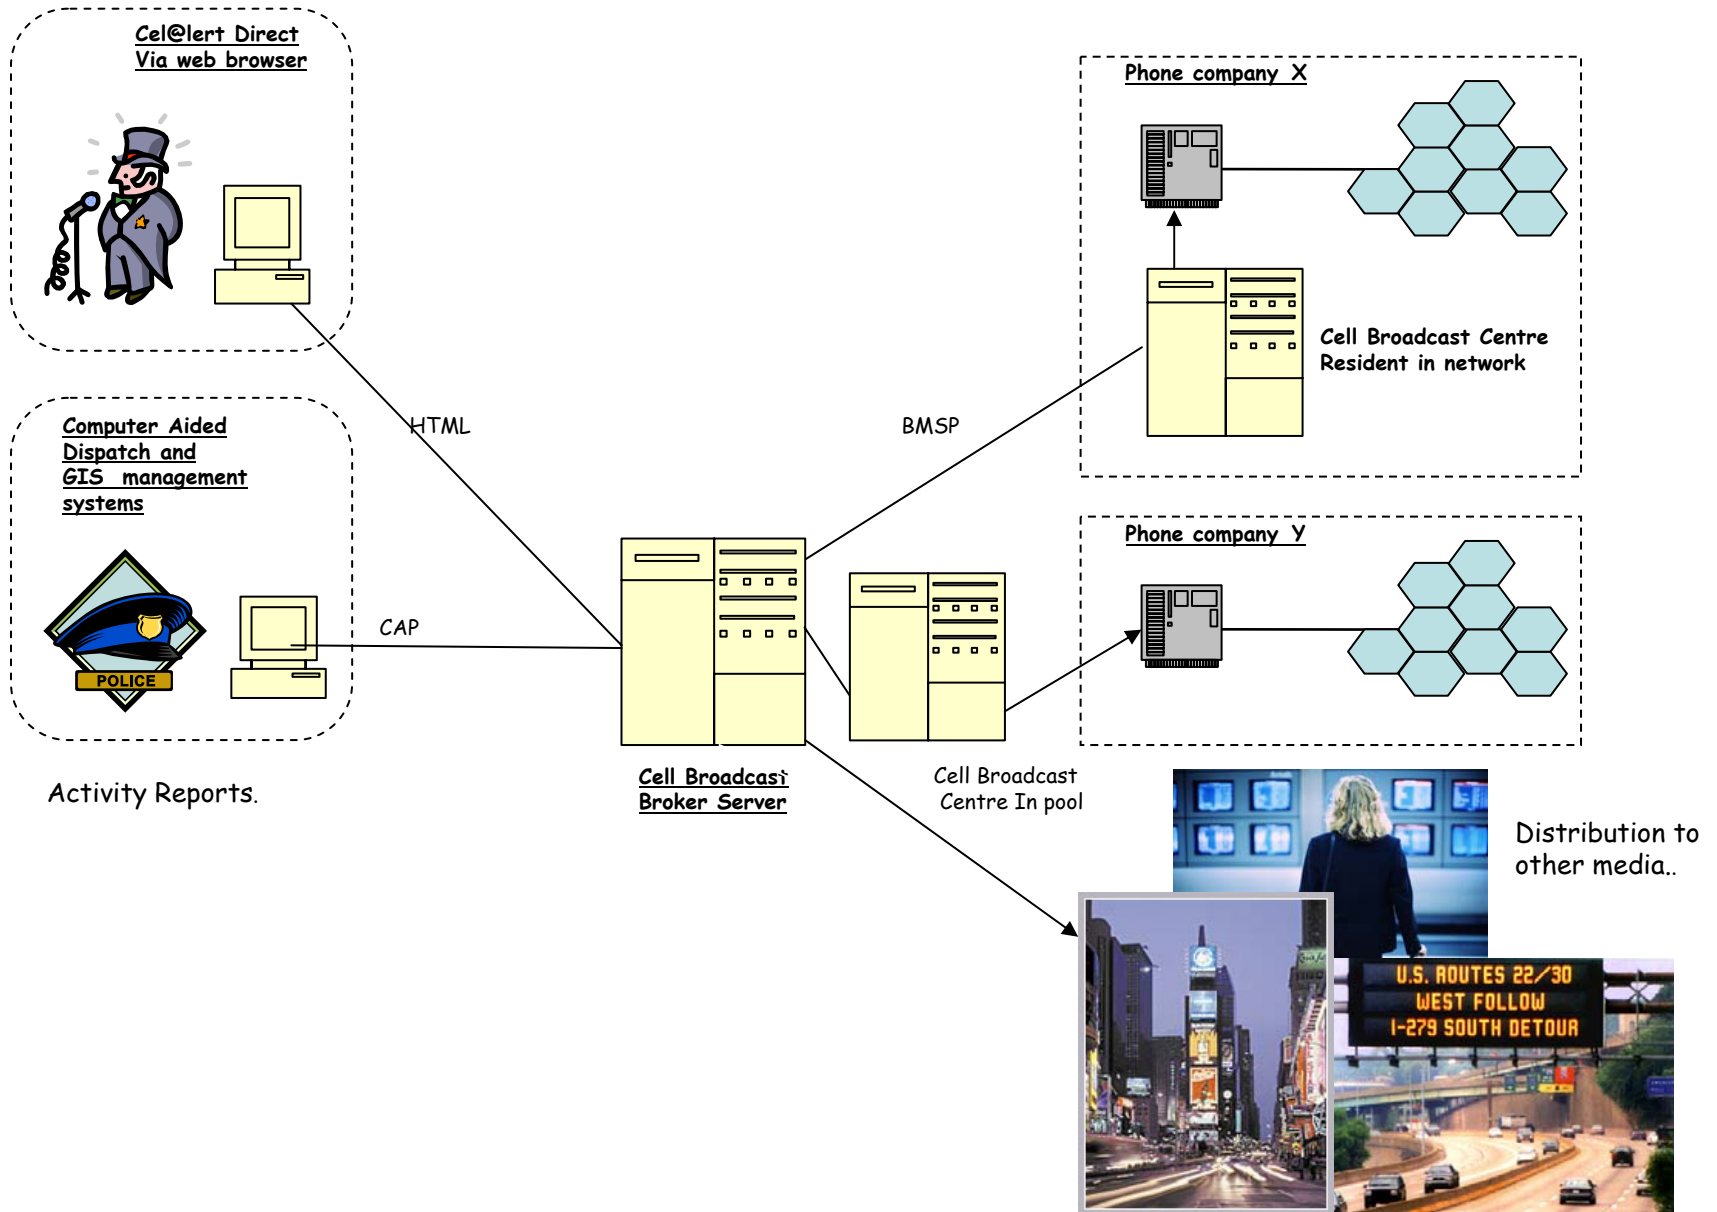 Cel@lert Direct
Via web browser
Phone company X
Cell Broadcast Centre
Resident in network
HTML
BMSP
Computer Aided
Dispatch and
GIS management
systems
POLICE
CAP
Phone company Y
Activity Reports.
Cell Broadcast
Broker Server
Cell Broadcast
Centre In pool
Distribution to
other media..
U.S. ROUTES 22/30
WEST FOLLOW
I-279 SOUTH DETOUR